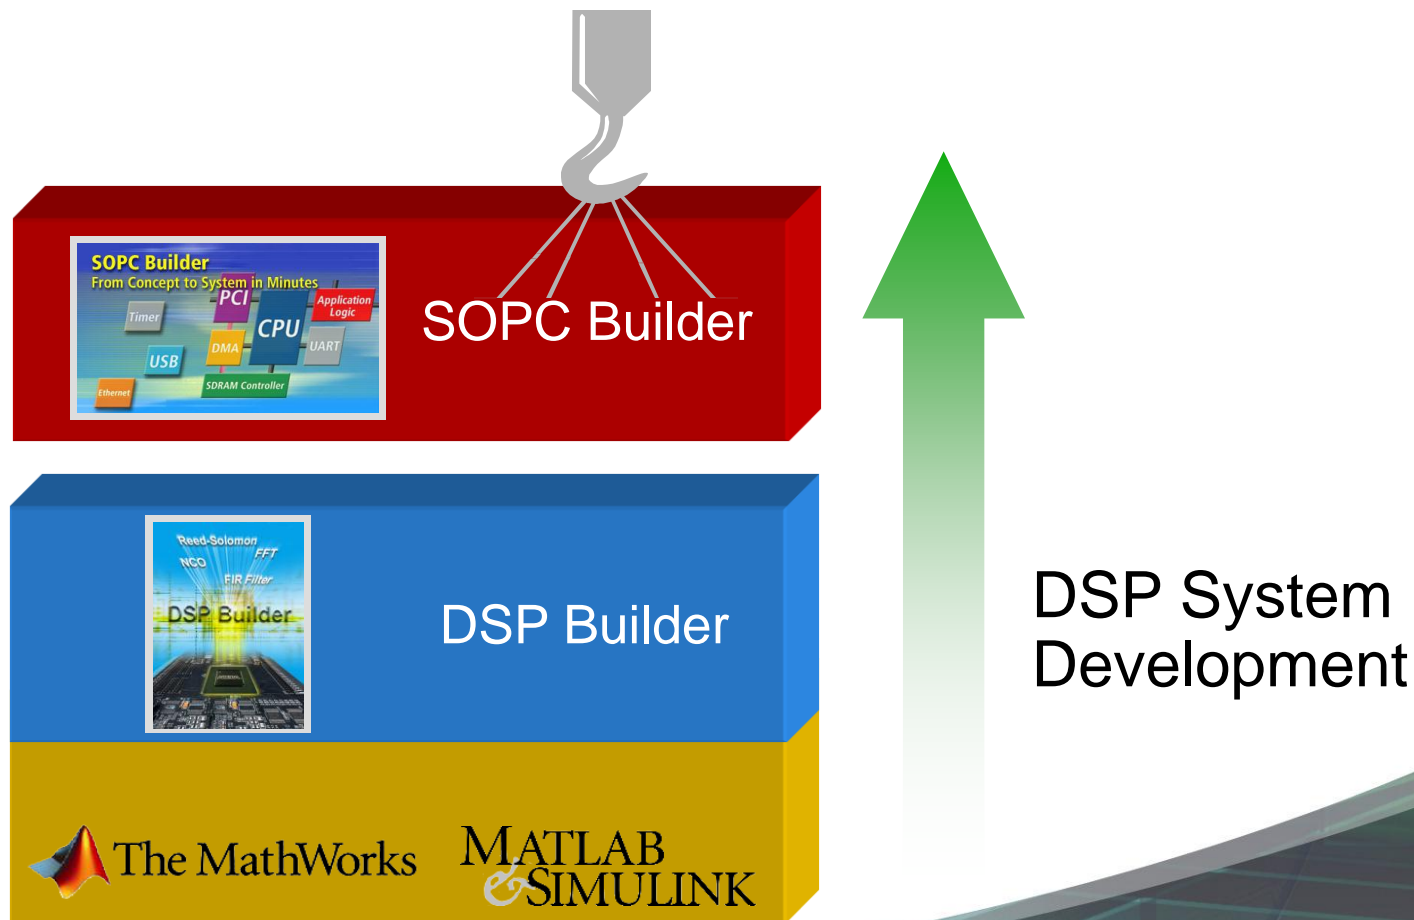 SOPC Builder
From Concept to System in Minutes
PCI
Application
Logic
Timer
CPU
DMA
UART
USB
SDRAM Controller
Ethernet
SOPC Builder
Reed-Solomon
FFT
NCO
FIR Filter
DSP Builder
DSP Builder
DSP System
Development
The MathWorks
MATLAB
&SIMULINK